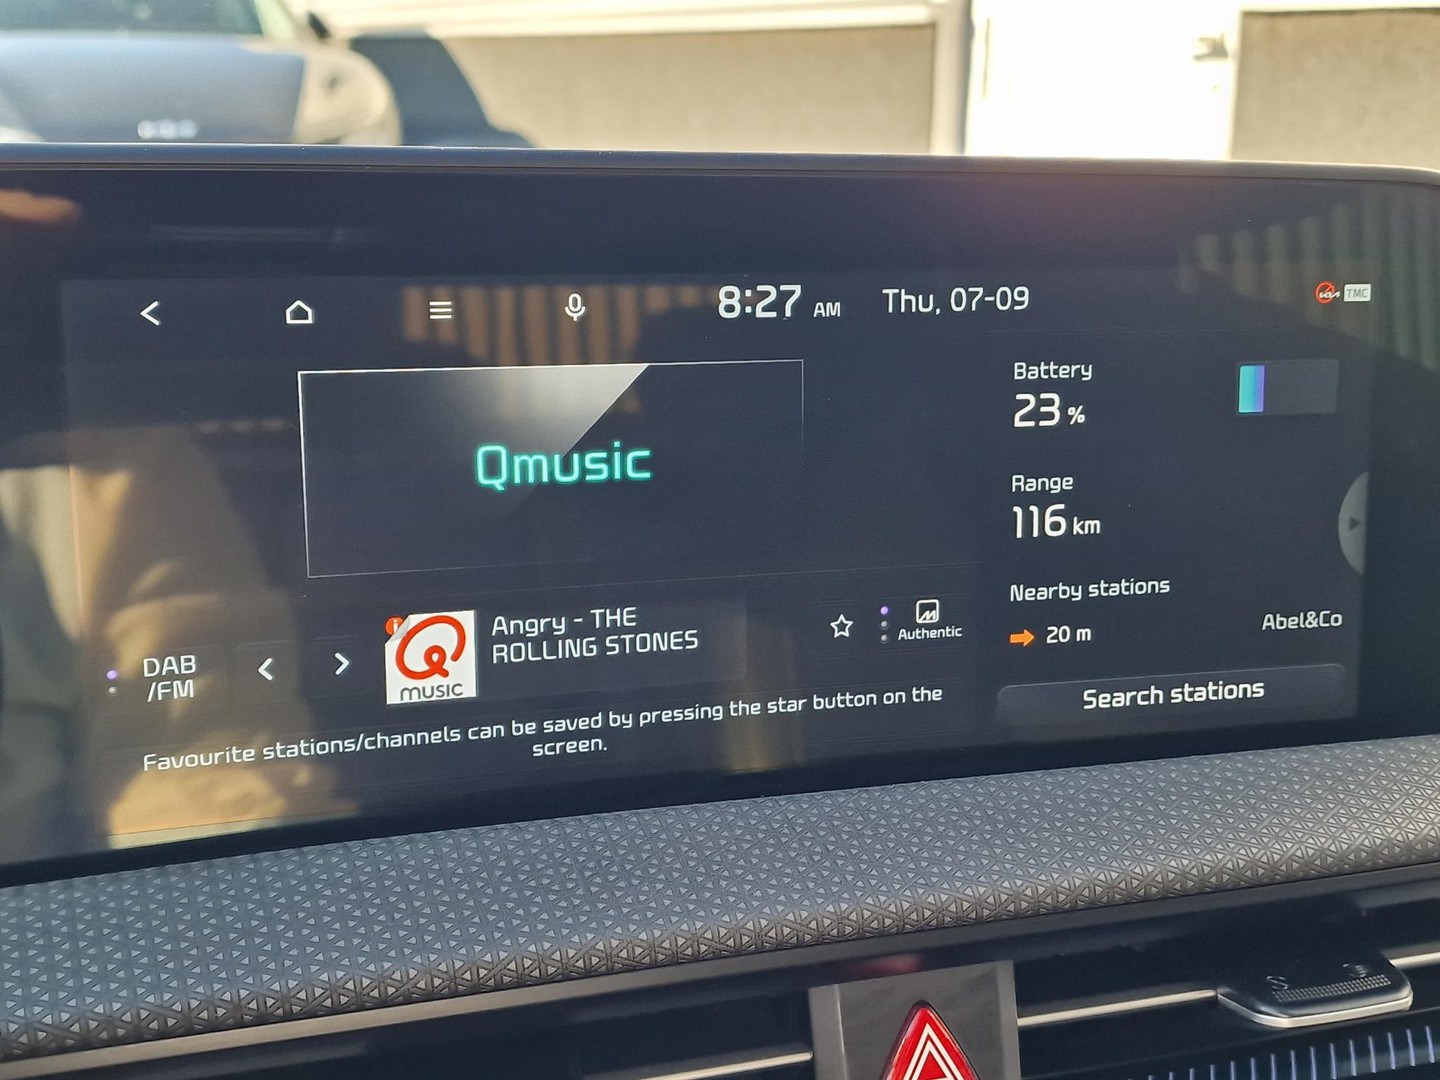 8:27 AM Thu, 07-09
TMC
Qmusic
Battery
23 %
Range
116 km
Nearby stations
20 m
Abel&Co
Search stations
DAB
/FM
MUSIC
Angry - THE
ROLLING STONES
Authentic
Favourite stations/channels can be saved by pressing the star button on the
screen.